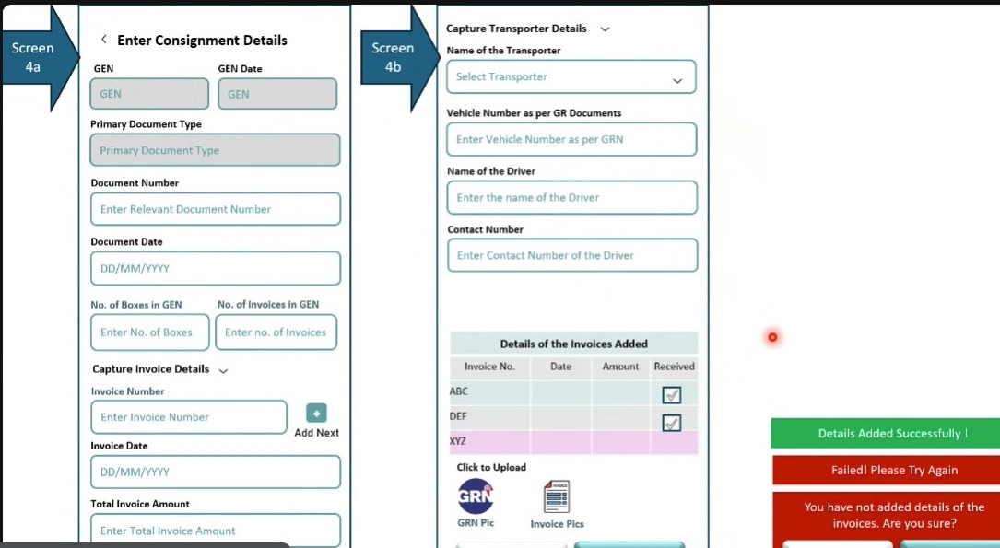 Screen
4a
Enter Consignment Details
GEN
GEN Date
GEN
GEN
Primary Document Type
Primary Document Type
Document Number
Enter Relevant Document Number
Document Date
DD/MM/YYYY
No. of Boxes in GEN
No. of Invoices in GEN
Enter No. of Boxes
Enter no. of Invoices
Capture Invoice Details
Invoice Number
Enter Invoice Number
Add Next
Invoice Date
DD/MM/YYYY
Total Invoice Amount
Enter Total Invoice Amount
Screen
4b
Capture Transporter Details
Name of the Transporter
Select Transporter
Vehicle Number as per GR Documents
Enter Vehicle Number as per GRN
Name of the Driver
Enter the name of the Driver
Contact Number
Enter Contact Number of the Driver
Details of the Invoices Added
Invoice No. Date Amount Received
ABC
DEF
XYZ
Click to Upload
GRN
INVOICE
GRN Pic
Invoice Pics
Details Added Successfully !
Failed! Please Try Again
You have not added details of the
invoices. Are you sure?